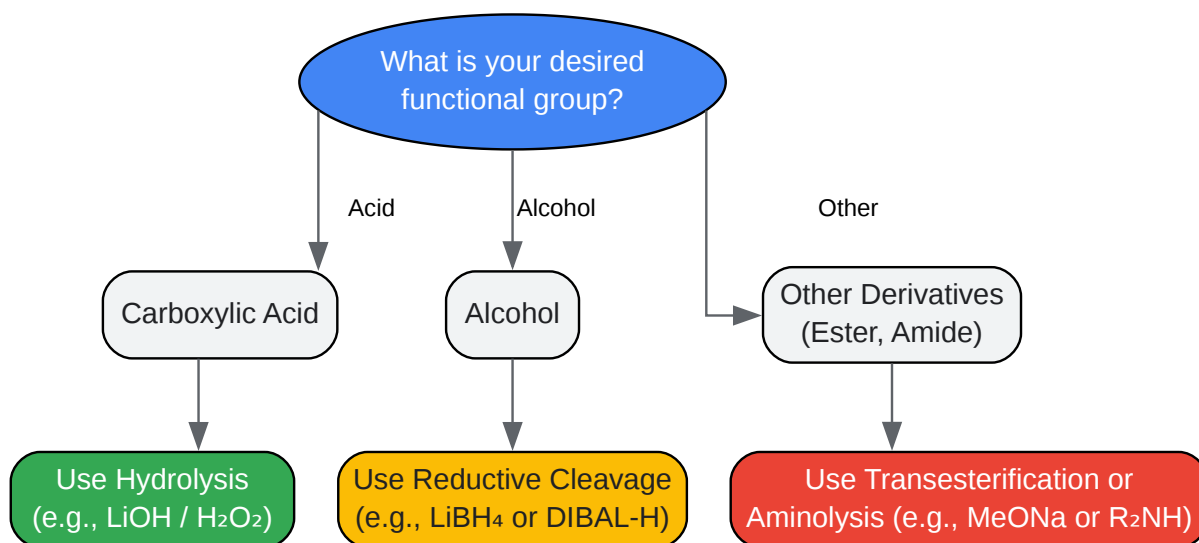 What is your desired
functional group?
Acid
Alcohol
Other
Carboxylic Acid
Alcohol
Other Derivatives
(Ester, Amide)
Use Hydrolysis
(e.g., LiOH / H₂O₂)
Use Reductive Cleavage
(e.g., LiBH₄ or DIBAL-H)
Use Transesterification or
Aminolysis (e.g., MeONa or R₂NH)